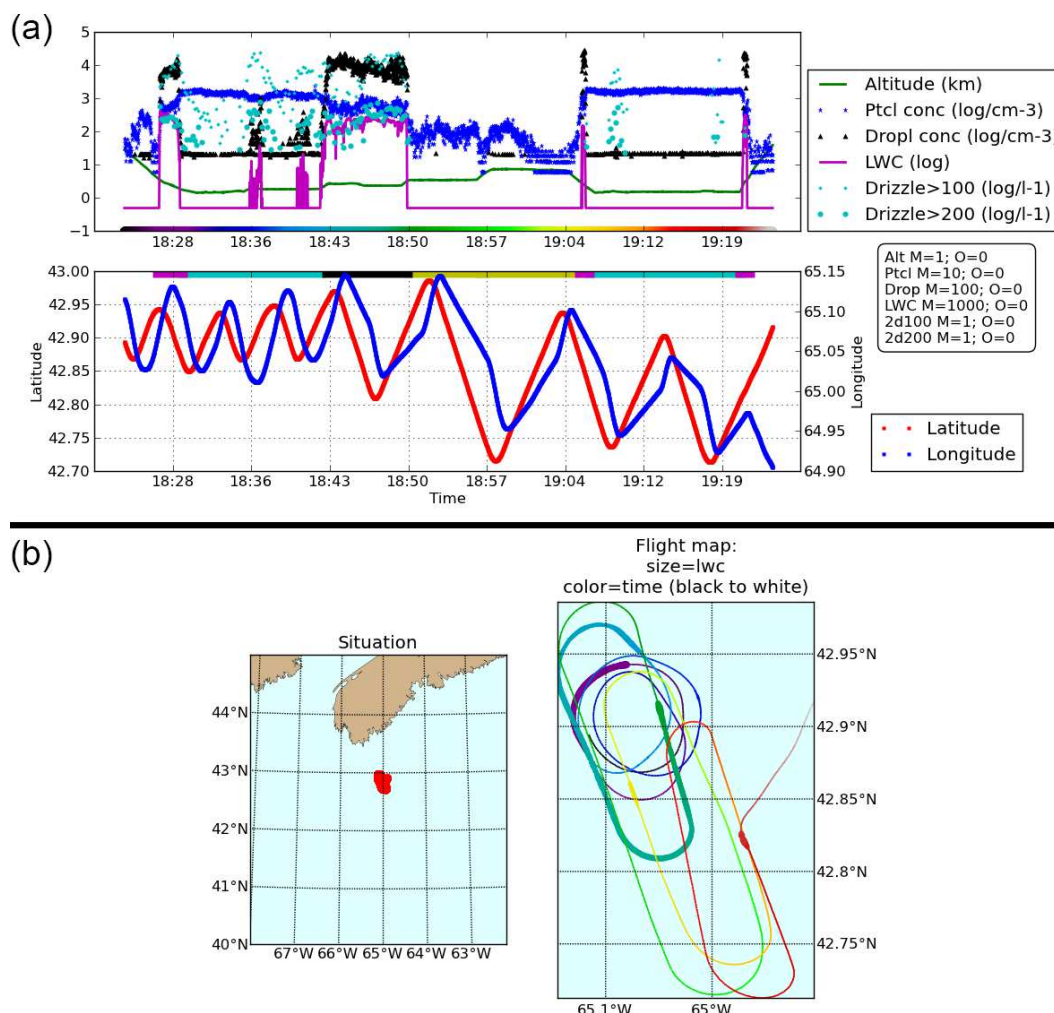 (a)
5
4
3
2
1
0
−1
18:28 18:36 18:43 18:50 18:57 19:04 19:12 19:19
Altitude (km)
Ptcl conc (log/cm-3)
Dropl conc (log/cm-3)
LWC (log)
Drizzle>100 (log/l-1)
Drizzle>200 (log/l-1)
Alt M=1; O=0
Ptcl M=10; O=0
Drop M=100; O=0
LWC M=1000; O=0
2d100 M=1; O=0
2d200 M=1; O=0
43.00
42.95
42.90
42.85
42.80
42.75
42.70
Latitude
65.15
65.10
65.05
65.00
64.95
64.90
Longitude
18:28 18:36 18:43 18:50 18:57 19:04 19:12 19:19
Time
Latitude
Longitude
(b)
Situation
44°N
43°N
42°N
41°N
40°N
67°W 66°W 65°W 64°W 63°W
Flight map:
size=lwc
color=time (black to white)
42.95°N
42.9°N
42.85°N
42.8°N
42.75°N
65.1°W 65°W